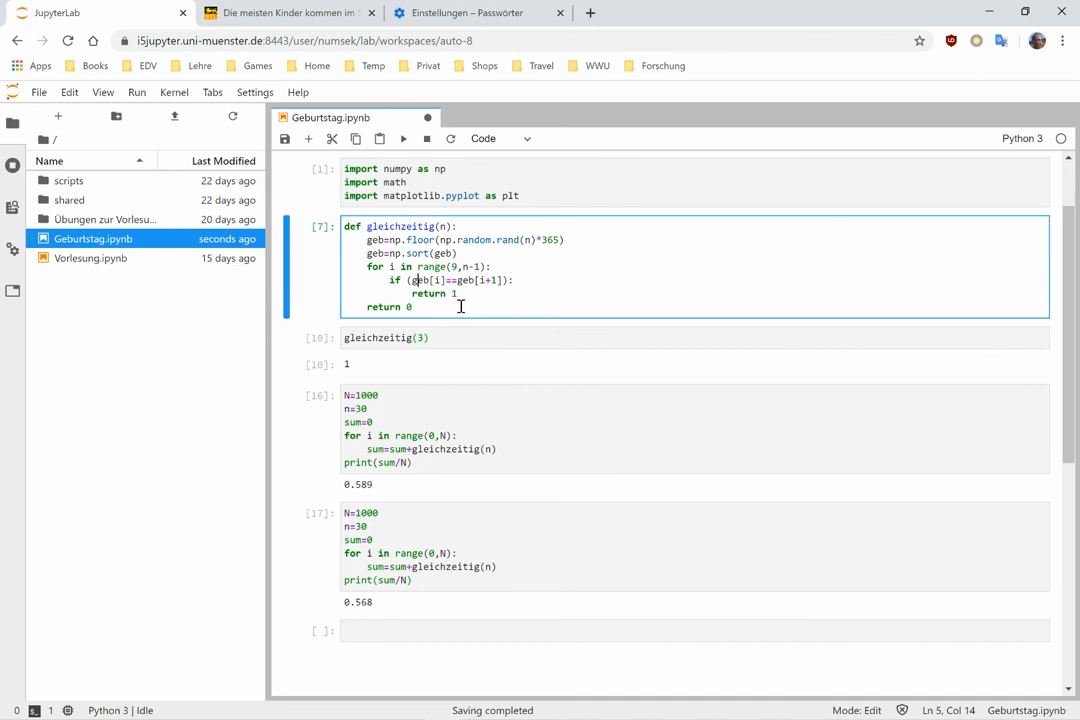 JupyterLab
Die meisten Kinder kommen im S
Einstellungen – Passwörter
i5jupyter.uni-muenster.de:8443/user/numsek/lab/workspaces/auto-8
Apps Books EDV Lehre Games Home Temp Privat Shops Travel WWU Forschung
File Edit View Run Kernel Tabs Settings Help
Geburtstag.ipynb
Code
Python 3
/
Name Last Modified
scripts 22 days ago
shared 22 days ago
Übungen zur Vorlesu... 20 days ago
Geburtstag.ipynb seconds ago
Vorlesung.ipynb 15 days ago
[1]: import numpy as np
import math
import matplotlib.pyplot as plt
[7]: def gleichzeitig(n):
geb=np.floor(np.random.rand(n)*365)
geb=np.sort(geb)
for i in range(9,n-1):
if (geb[i]==geb[i+1]):
return 1
return 0
[10]: gleichzeitig(3)
[10]: 1
[16]: N=1000
n=30
sum=0
for i in range(0,N):
sum=sum+gleichzeitig(n)
print(sum/N)
0.589
[17]: N=1000
n=30
sum=0
for i in range(0,N):
sum=sum+gleichzeitig(n)
print(sum/N)
0.568
[ ]:
0 1 Python 3 | Idle Saving completed Mode: Edit Ln 5, Col 14 Geburtstag.ipynb